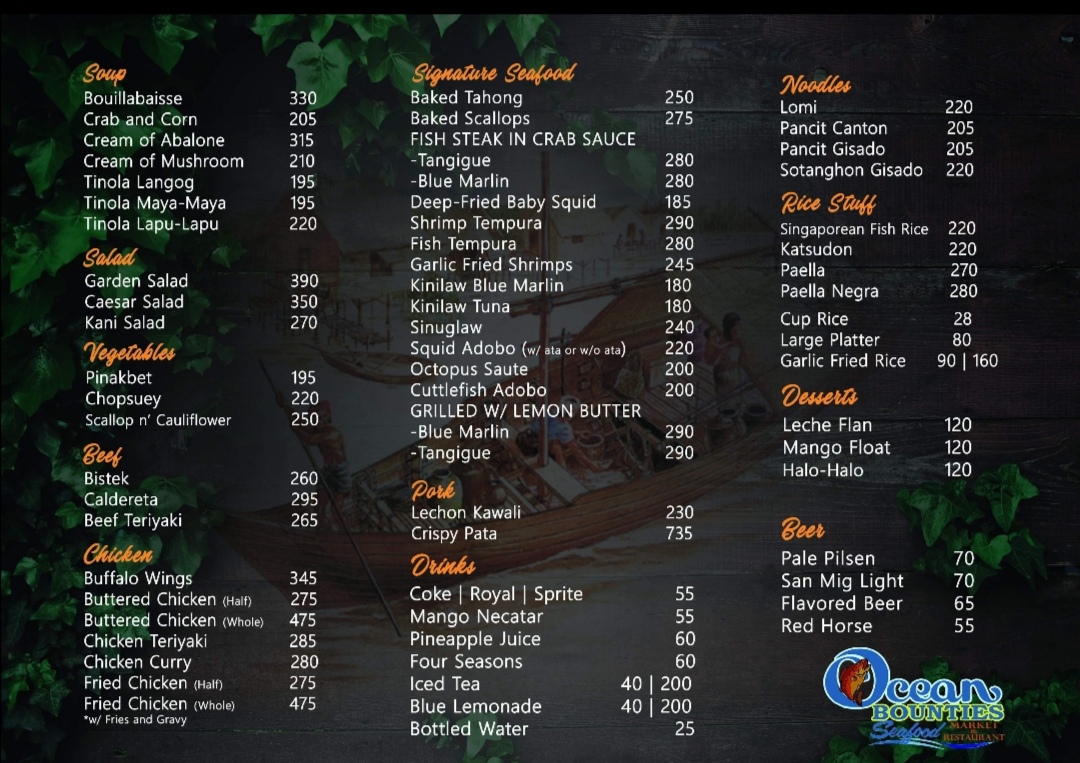 Soup
Bouillabaisse 330
Crab and Corn 205
Cream of Abalone 315
Cream of Mushroom 210
Tinola Langog 195
Tinola Maya-Maya 195
Tinola Lapu-Lapu 220
Salad
Garden Salad 390
Caesar Salad 350
Kani Salad 270
Vegetables
Pinakbet 195
Chopsuey 220
Scallop n' Cauliflower 250
Beef
Bistek 260
Caldereta 295
Beef Teriyaki 265
Chicken
Buffalo Wings 345
Buttered Chicken (Half) 275
Buttered Chicken (Whole) 475
Chicken Teriyaki 285
Chicken Curry 280
Fried Chicken (Half) 275
Fried Chicken (Whole) 475
*w/ Fries and Gravy
Signature Seafood
Baked Tahong 250
Baked Scallops 275
FISH STEAK IN CRAB SAUCE
-Tangigue 280
-Blue Marlin 280
Deep-Fried Baby Squid 185
Shrimp Tempura 290
Fish Tempura 280
Garlic Fried Shrimps 245
Kinilaw Blue Marlin 180
Kinilaw Tuna 180
Sinuglaw 240
Squid Adobo (w/ ata or w/o ata) 220
Octopus Saute 200
Cuttlefish Adobo 200
GRILLED W/ LEMON BUTTER
-Blue Marlin 290
-Tangigue 290
Pork
Lechon Kawali 230
Crispy Pata 735
Drinks
Coke | Royal | Sprite 55
Mango Necatar 55
Pineapple Juice 60
Four Seasons 60
Iced Tea 40 | 200
Blue Lemonade 40 | 200
Bottled Water 25
Noodles
Lomi 220
Pancit Canton 205
Pancit Gisado 205
Sotanghon Gisado 220
Rice Stuff
Singaporean Fish Rice 220
Katsudon 220
Paella 270
Paella Negra 280
Cup Rice 28
Large Platter 80
Garlic Fried Rice 90 | 160
Desserts
Leche Flan 120
Mango Float 120
Halo-Halo 120
Beer
Pale Pilsen 70
San Mig Light 70
Flavored Beer 65
Red Horse 55
Ocean
BOUNTIES
Seafood MARKET
RESTAURANT